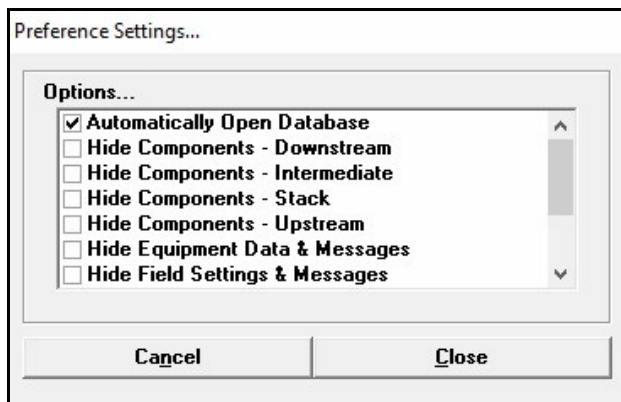 Preference Settings...
Options...
Automatically Open Database
Hide Components - Downstream
Hide Components - Intermediate
Hide Components - Stack
Hide Components - Upstream
Hide Equipment Data & Messages
Hide Field Settings & Messages
Cancel Close